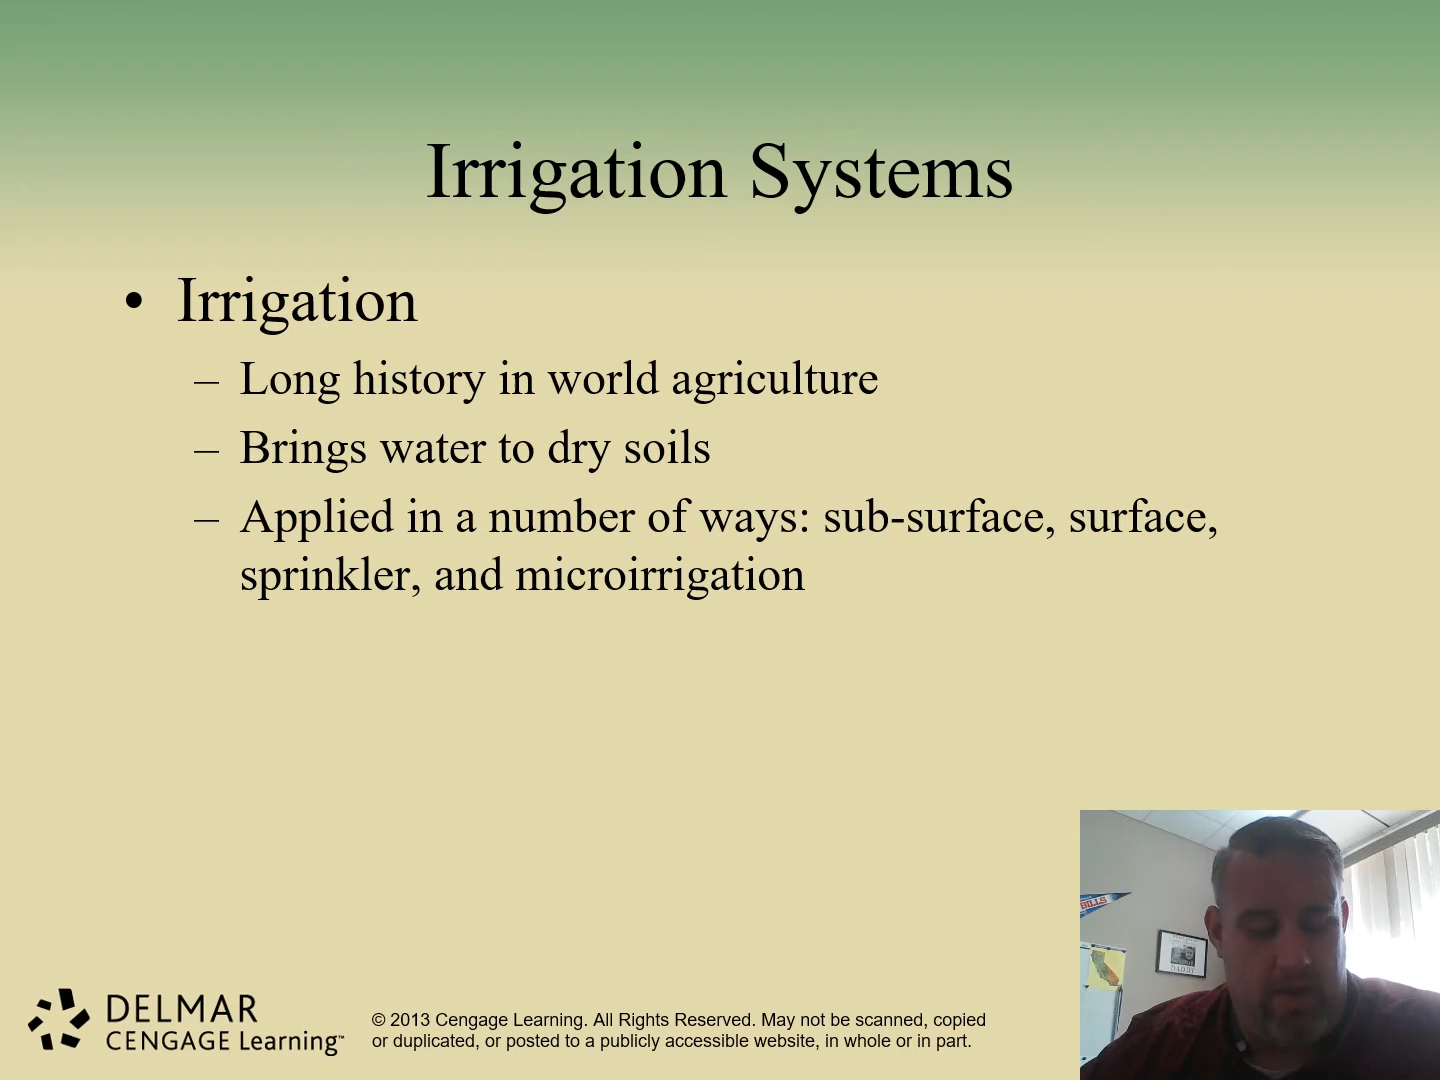 Irrigation Systems
• Irrigation
– Long history in world agriculture
– Brings water to dry soils
– Applied in a number of ways: sub-surface, surface,
sprinkler, and microirrigation
BILLS
DADDY
DELMAR
CENGAGE Learning™
© 2013 Cengage Learning. All Rights Reserved. May not be scanned, copied
or duplicated, or posted to a publicly accessible website, in whole or in part.